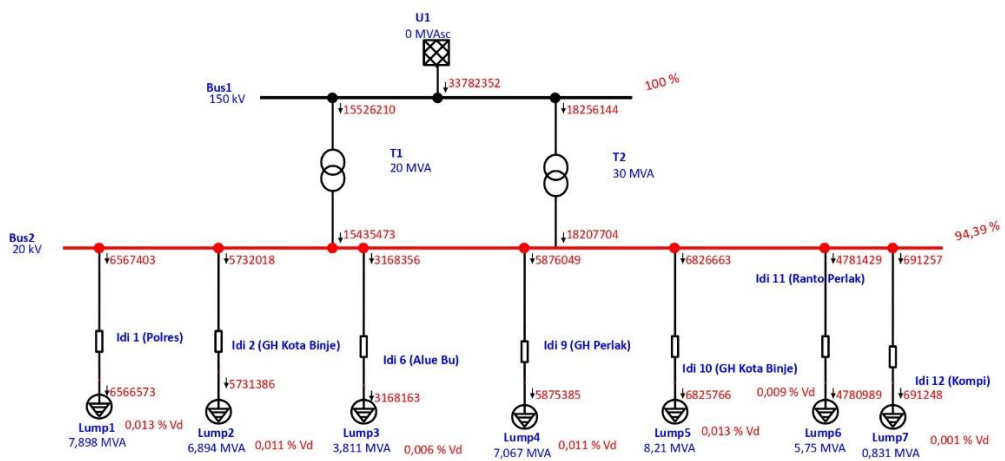 U1
0 MVAsc
33782352
100 %
Bus1
150 kV
15526210
18256144
T1
20 MVA
T2
30 MVA
15435473
18207704
94,39 %
Bus2
20 kV
6567403
5732018
3168356
5876049
6826663
4781429
691257
Idi 11 (Ranto Perlak)
Idi 1 (Polres)
Idi 2 (GH Kota Binje)
Idi 6 (Alue Bu)
Idi 9 (GH Perlak)
Idi 10 (GH Kota Binje)
Idi 12 (Kompi)
6566573
5731386
3168163
5875385
6825766
0,009 % Vd
4780989
691248
Lump1
7,898 MVA
0,013 % Vd
Lump2
6,894 MVA
0,011 % Vd
Lump3
3,811 MVA
0,006 % Vd
Lump4
7,067 MVA
0,011 % Vd
Lump5
8,21 MVA
0,013 % Vd
Lump6
5,75 MVA
Lump7
0,831 MVA
0,001 % Vd